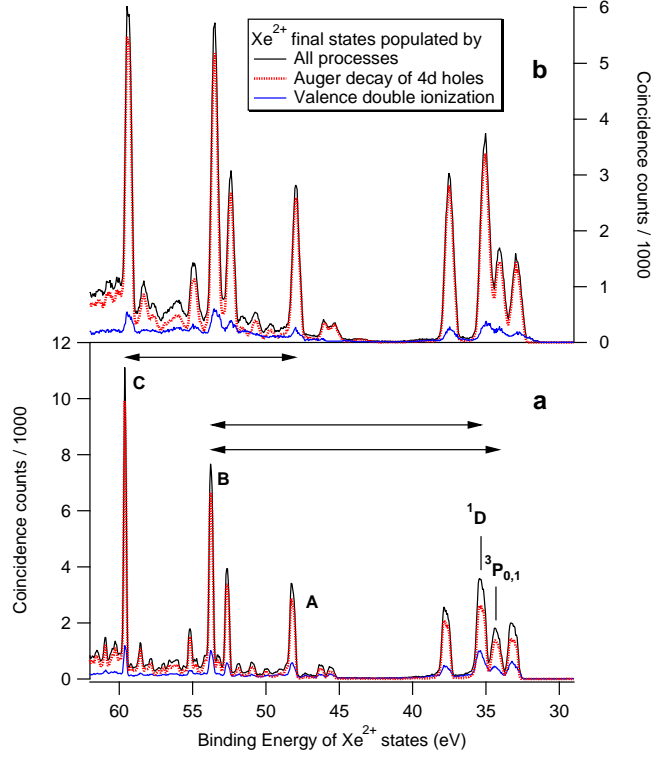 Xe2+ final states populated by
All processes
Auger decay of 4d holes
Valence double ionization
b
6
5
4
3
2
1
0
Coincidence counts / 1000
12
10
8
6
4
2
0
Coincidence counts / 1000
C
B
A
a
1D
3P0,1
60 55 50 45 40 35 30
Binding Energy of Xe2+ states (eV)